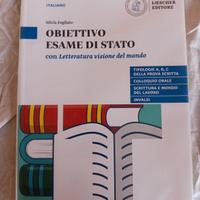 ITALIANO
LOESCHER
EDITORE
Silvia Fogliato
OBIETTIVO
ESAME DI STATO
con Letteratura visione del mondo
TIPOLOGIE A, B, C
DELLA PROVA SCRITTA
COLLOQUIO ORALE
SCRITTURA E MONDO
DEL LAVORO
INVALSI